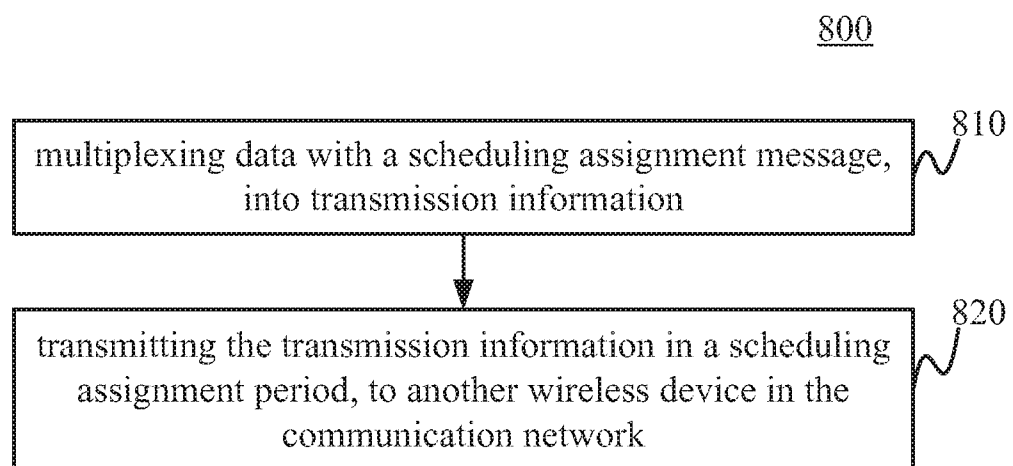 800
810
multiplexing data with a scheduling assignment message,
into transmission information
820
transmitting the transmission information in a scheduling
assignment period, to another wireless device in the
communication network